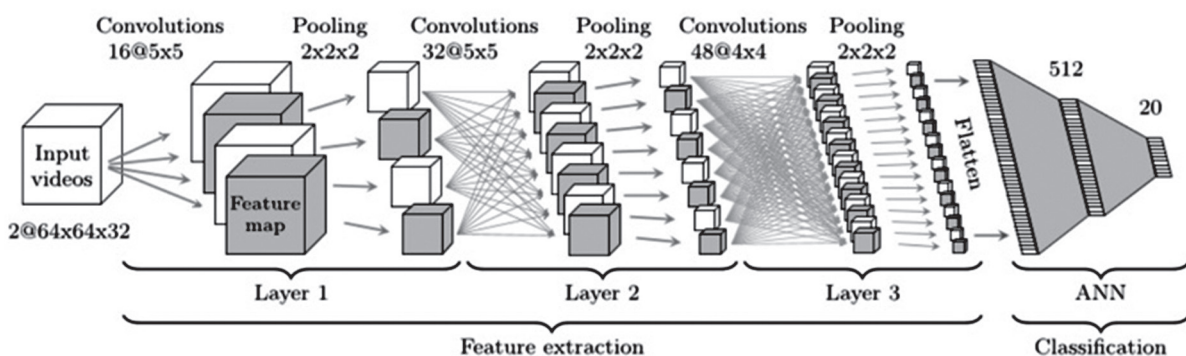 Convolutions
16@5x5
Pooling
2x2x2
Convolutions
32@5x5
Pooling
2x2x2
Convolutions
48@4x4
Pooling
2x2x2
Input
videos
2@64x64x32
Feature
map
Flatten
512
20
Layer 1
Layer 2
Layer 3
ANN
Feature extraction
Classification